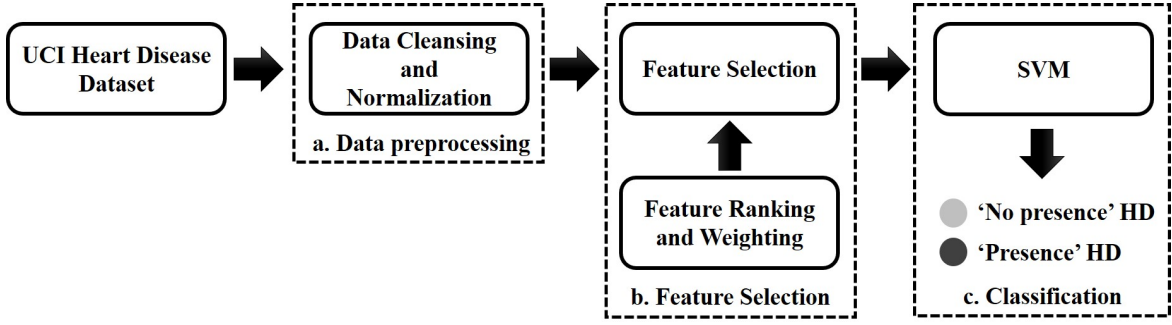 UCI Heart Disease
Dataset
Data Cleansing
and
Normalization
a. Data preprocessing
Feature Selection
Feature Ranking
and Weighting
b. Feature Selection
SVM
‘No presence’ HD
‘Presence’ HD
c. Classification